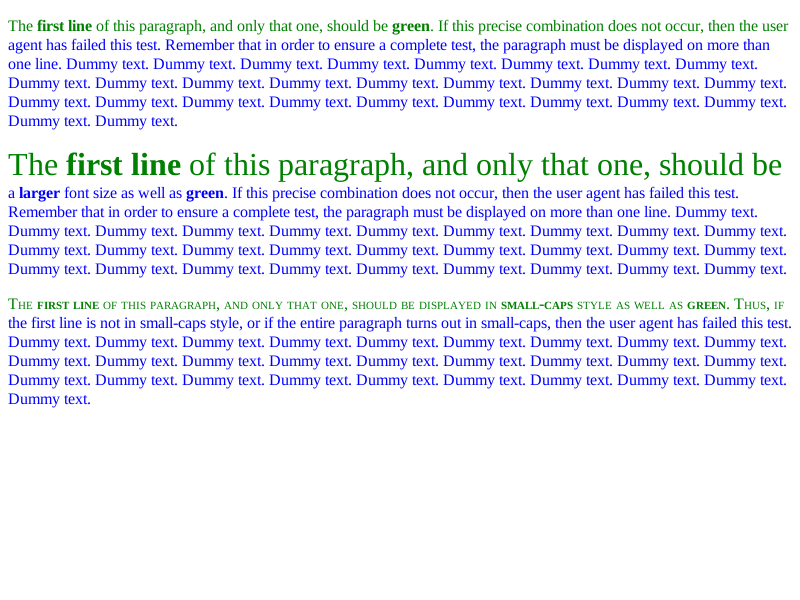 The first line of this paragraph, and only that one, should be green. If this precise combination does not occur, then the user
agent has failed this test. Remember that in order to ensure a complete test, the paragraph must be displayed on more than
one line. Dummy text. Dummy text. Dummy text. Dummy text. Dummy text. Dummy text. Dummy text. Dummy text.
Dummy text. Dummy text. Dummy text. Dummy text. Dummy text. Dummy text. Dummy text. Dummy text. Dummy text.
Dummy text. Dummy text. Dummy text. Dummy text. Dummy text. Dummy text. Dummy text. Dummy text. Dummy text.
Dummy text. Dummy text.
The first line of this paragraph, and only that one, should be
a larger font size as well as green. If this precise combination does not occur, then the user agent has failed this test.
Remember that in order to ensure a complete test, the paragraph must be displayed on more than one line. Dummy text.
Dummy text. Dummy text. Dummy text. Dummy text. Dummy text. Dummy text. Dummy text. Dummy text. Dummy text.
Dummy text. Dummy text. Dummy text. Dummy text. Dummy text. Dummy text. Dummy text. Dummy text. Dummy text.
Dummy text. Dummy text. Dummy text. Dummy text. Dummy text. Dummy text. Dummy text. Dummy text. Dummy text.
The first line of this paragraph, and only that one, should be displayed in small-caps style as well as green. Thus, if
the first line is not in small-caps style, or if the entire paragraph turns out in small-caps, then the user agent has failed this test.
Dummy text. Dummy text. Dummy text. Dummy text. Dummy text. Dummy text. Dummy text. Dummy text. Dummy text.
Dummy text. Dummy text. Dummy text. Dummy text. Dummy text. Dummy text. Dummy text. Dummy text. Dummy text.
Dummy text. Dummy text. Dummy text. Dummy text. Dummy text. Dummy text. Dummy text. Dummy text. Dummy text.
Dummy text.